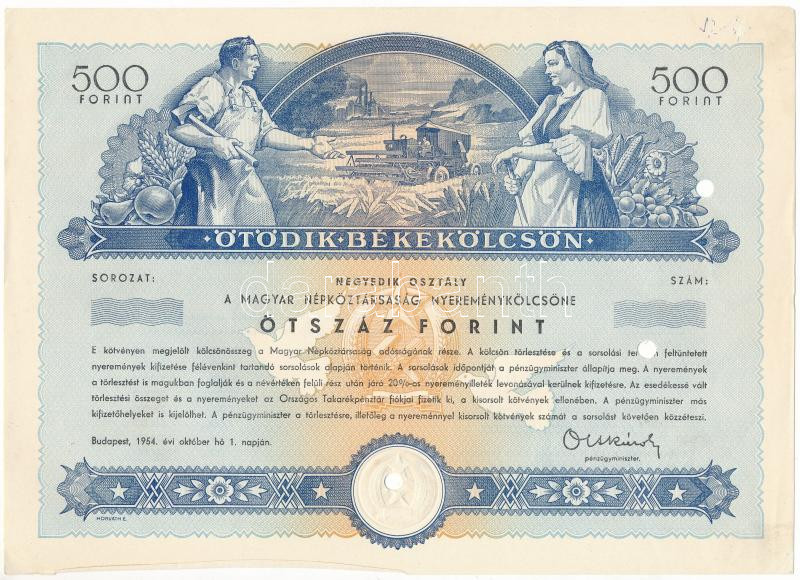 500
FORINT
500
FORINT
ÖTÖDIK·BÉKEKÖLCSÖN
SOROZAT:
NEGYEDIK OSZTÁLY
SZÁM:
A MAGYAR NÉPKÖZTÁRSASÁG NYEREMÉNYKÖLCSÖNE
ÖTSZÁZ FORINT
E kötvényen megjelölt kölcsönösszeg a Magyar Népköztársaság adósságának része. A kölcsön törlesztése és a sorsolási feltüntetett
nyeremények kifizetése félévenkint tartandó sorsolások alapján történik. A sorsolások időpontját a pénzügyminiszter állapítja meg. A nyeremények
a törlesztést is magukban foglalják és a névértéken felüli rész után járó 20%-os nyereményilleték levonásával kerülnek kifizetésre. Az esedékessé vált
törlesztési összeget és a nyereményeket az Országos Takarékpénztár fiókjai fizetik ki, a kisorsolt kötvények ellenében. A pénzügyminiszter más
kifizetőhelyeket is kijelölhet. A pénzügyminiszter a törlesztésre, illetőleg a nyereménnyel kisorsolt kötvények számát a sorsolást követően közzéteszi.
Budapest, 1954. évi október hó 1. napján.
pénzügyminiszter.
HORVÁTH E.
darabanth